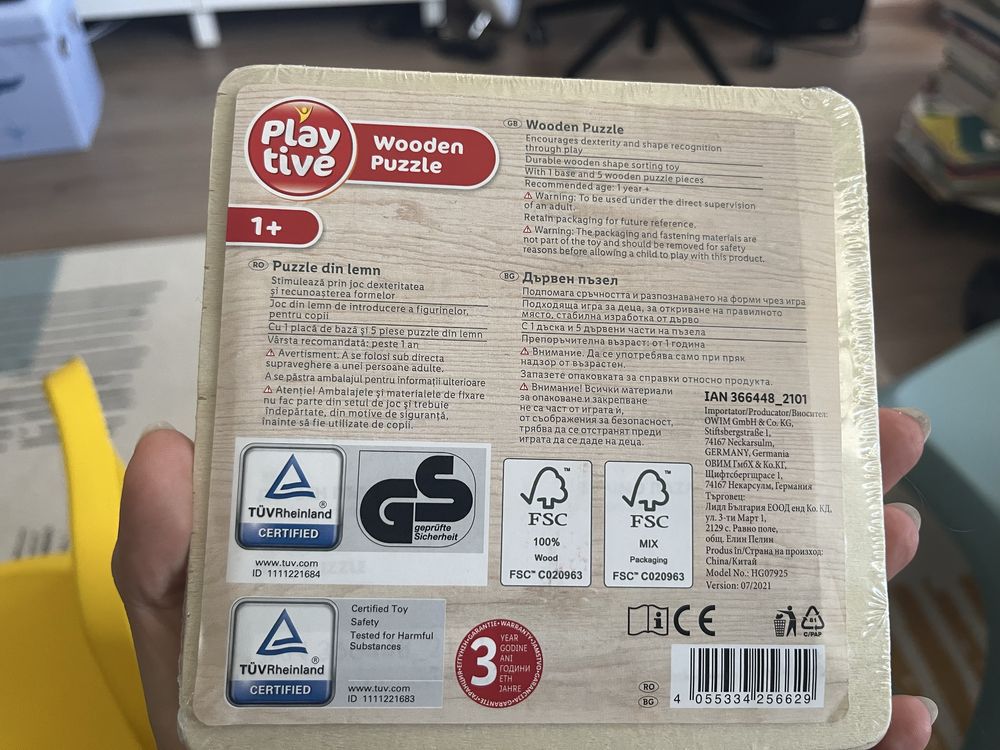 Play
tive
Wooden
Puzzle
1+
GB Wooden Puzzle
Encourages dexterity and shape recognition
through play
Durable wooden shape sorting toy
With 1 base and 5 wooden puzzle pieces
Recommended age: 1 year +
Warning: To be used under the direct supervision
of an adult.
Retain packaging for future reference.
Warning: The packaging and fastening materials are
not part of the toy and should be removed for safety
reasons before allowing a child to play with this product.
RO Puzzle din lemn
Stimulează prin joc dexteritatea
și recunoașterea formelor
Joc din lemn de introducere a figurinelor,
pentru copii
Cu 1 placă de bază și 5 piese puzzle din lemn
Vârsta recomandată: peste 1 an
Avertisment. A se folosi sub directa
supraveghere a unei persoane adulte.
A se păstra ambalajul pentru informații ulterioare
Atenție! Ambalajele și materialele de fixare
nu fac parte din setul de joc și trebuie
îndepărtate, din motive de siguranță,
înainte să fie utilizate de copii.
BG Дървен пъзел
Подпомага сръчността и разпознаването на форми чрез игра
Подходяща игра за деца, за откриване на правилното
място, стабилна изработка от дърво
С 1 дъска и 5 дървени части на пъзела
Препоръчителна възраст: от 1 година
Внимание. Да се употребява само при пряк
надзор от възрастен.
Запазете опаковката за справки относно продукта.
Внимание! Всички материали
за опаковане и закрепване
не са част от играта и,
от съображения за безопасност,
трябва да се отстранят преди
играта да се даде на деца.
IAN 366448_2101
Importator/Producator/Вносител:
OWIM GmbH & Co. KG,
Stiftsbergstraße 1,
74167 Neckarsulm,
GERMANY, Germania
ОВИМ ГмбХ & Ко.КГ,
Щифтсбергщрасе 1,
74167 Некарсулм, Германия
Търговец:
Лидл България ЕООД енд Ко. КД,
ул. 3-ти Март 1,
2129 с. Равно поле,
общ. Елин Пелин
Produs In/Страна на произход:
China/Китай
Model No.: HG07925
Version: 07/2021
TÜVRheinland®
CERTIFIED
GS
geprüfte
Sicherheit
www.tuv.com
ID 1111221684
FSC
100%
Wood
FSC™ C020963
FSC
MIX
Packaging
FSC™ C020963
TÜVRheinland®
CERTIFIED
Certified Toy
Safety
Tested for Harmful
Substances
www.tuv.com
ID 1111221683
3
YEAR
GODINE
ANI
ГОДИНИ
ΕΤΗ
JAHRE
i
CE
81
C/PAP
RO
BG
4 055334 256629